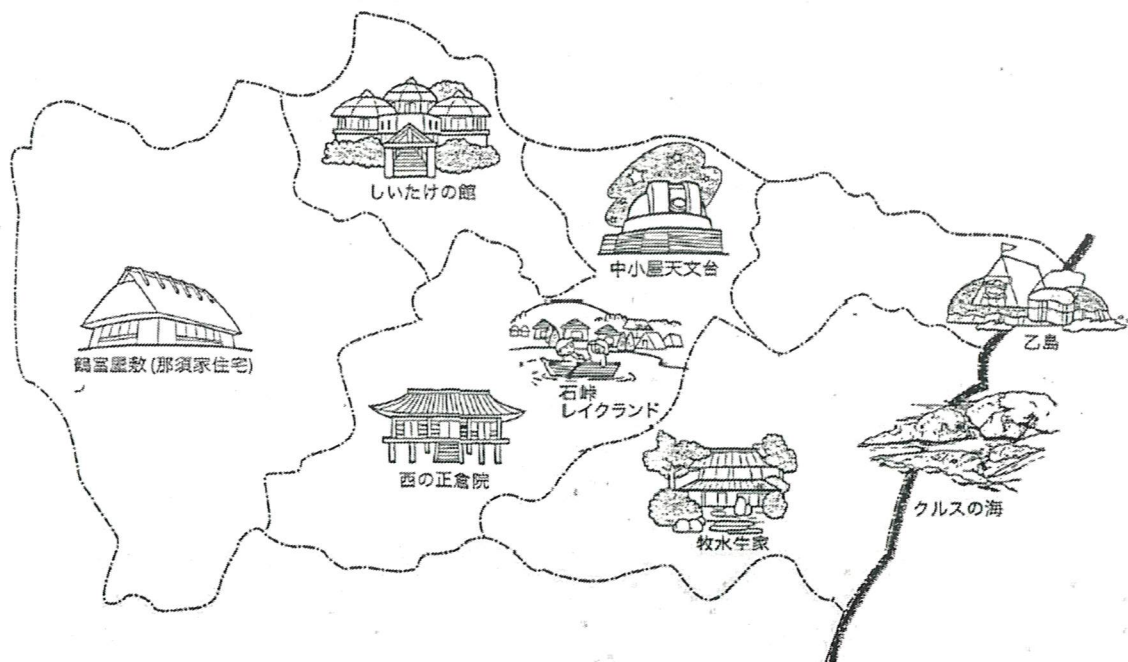 しいたけの館
中小屋天文台
乙島
鶴富屋敷(那須家住宅)
石峠
レイクランド
西の正倉院
クルスの海
牧水生家